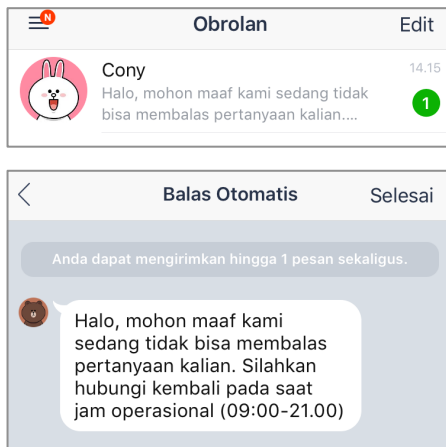 N
Obrolan
Edit
Cony
14.15
Halo, mohon maaf kami sedang tidak
bisa membalas pertanyaan kalian....
1
Balas Otomatis
Selesai
Anda dapat mengirimkan hingga 1 pesan sekaligus.
Halo, mohon maaf kami
sedang tidak bisa membalas
pertanyaan kalian. Silahkan
hubungi kembali pada saat
jam operasional (09:00-21.00)